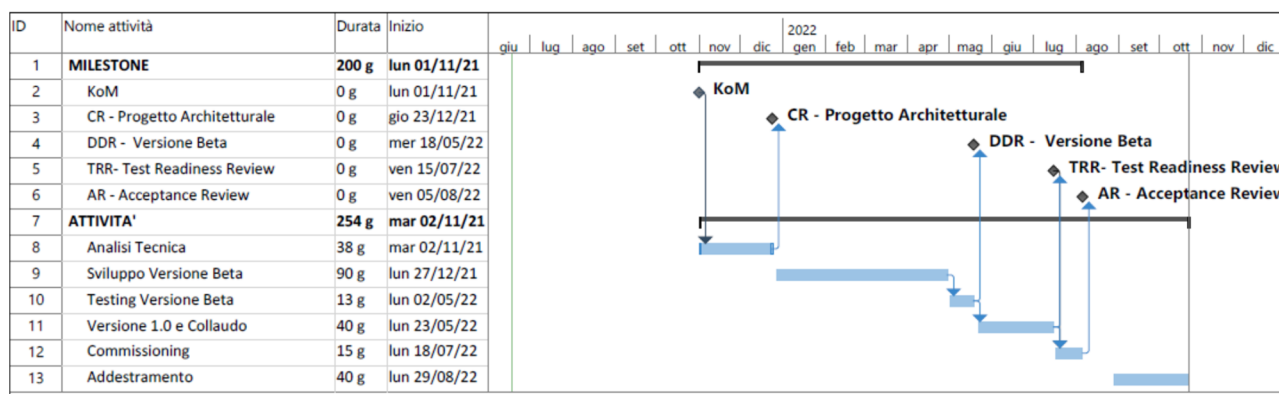 ID Nome attività Durata Inizio 2022
giu lug ago set ott nov dic gen feb mar apr mag giu lug ago set ott nov dic
1 MILESTONE 200 g lun 01/11/21
2 KoM 0 g lun 01/11/21 KoM
3 CR - Progetto Architetturale 0 g gio 23/12/21 CR - Progetto Architetturale
4 DDR - Versione Beta 0 g mer 18/05/22 DDR - Versione Beta
5 TRR- Test Readiness Review 0 g ven 15/07/22 TRR- Test Readiness Review
6 AR - Acceptance Review 0 g ven 05/08/22 AR - Acceptance Review
7 ATTIVITA' 254 g mar 02/11/21
8 Analisi Tecnica 38 g mar 02/11/21
9 Sviluppo Versione Beta 90 g lun 27/12/21
10 Testing Versione Beta 13 g lun 02/05/22
11 Versione 1.0 e Collaudo 40 g lun 23/05/22
12 Commissioning 15 g lun 18/07/22
13 Addestramento 40 g lun 29/08/22